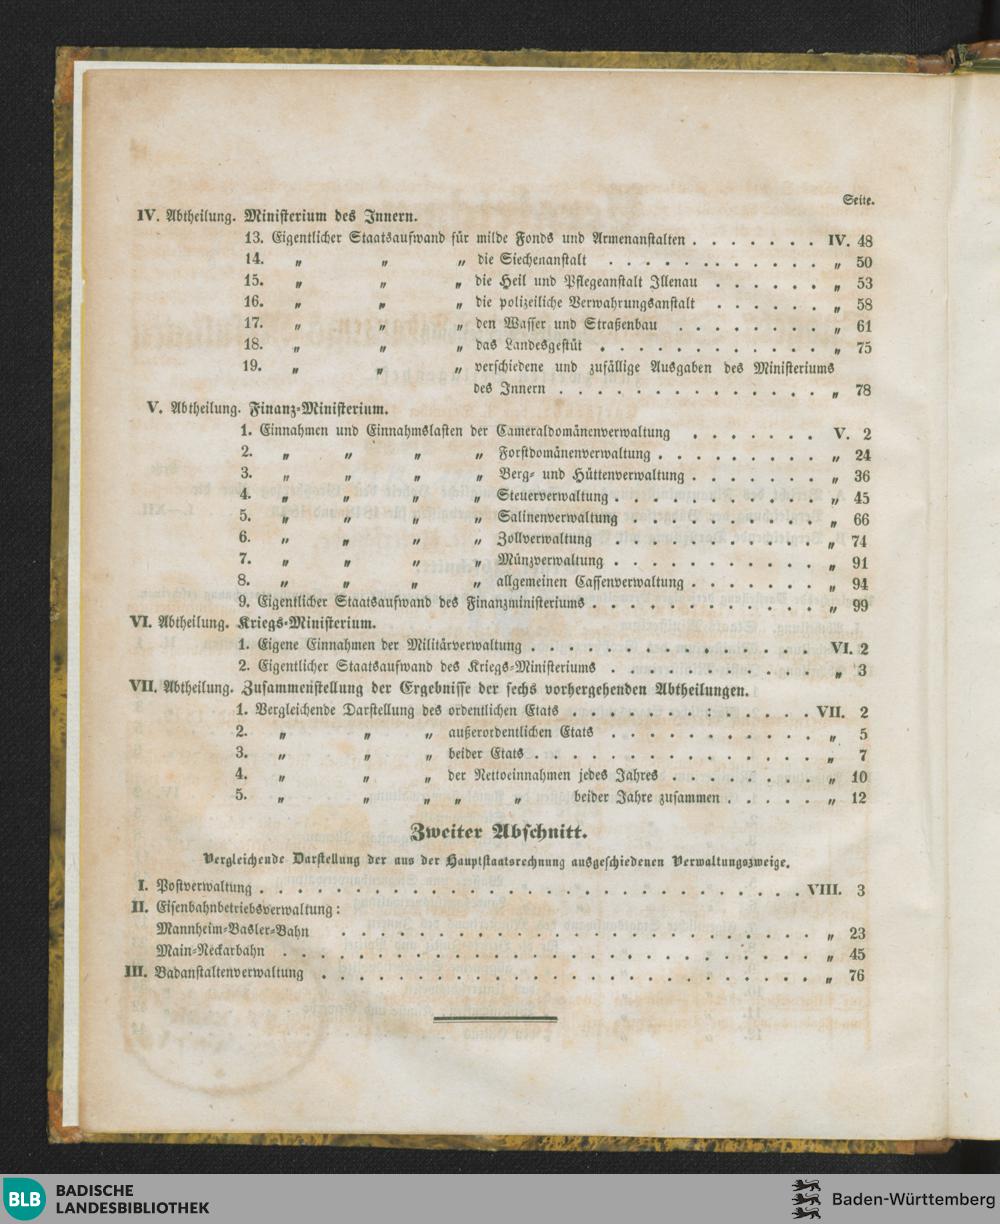 Seite.
IV. Abtheilung. Ministerium des Innern.
13. Eigentlicher Staatsaufwand für milde Fonds und Armenanstalten . . . . . . . IV. 48
14. „ „ „ die Siechenanstalt . . . . . . . . . . . „ 50
15. „ „ „ die Heil und Pflegeanstalt Illenau . . . . . . „ 53
16. „ „ „ die polizeiliche Verwahrungsanstalt . . . . . . „ 58
17. „ „ „ den Wasser und Straßenbau . . . . . . . . „ 61
18. „ „ „ das Landesgestüt . . . . . . . . . . . . „ 75
19. „ „ „ verschiedene und zufällige Ausgaben des Ministeriums
des Innern . . . . . . . . . . . . . „ 78
V. Abtheilung. Finanz-Ministerium.
1. Einnahmen und Einnahmslasten der Cameraldomänenverwaltung . . . . . . . V. 2
2. „ „ „ „ Forstdomänenverwaltung . . . . . . . . . „ 24
3. „ „ „ „ Berg- und Hüttenverwaltung . . . . . . . „ 36
4. „ „ „ „ Steuerverwaltung . . . . . . . . . . . „ 45
5. „ „ „ „ Salinenverwaltung . . . . . . . . . . „ 66
6. „ „ „ „ Zollverwaltung . . . . . . . . . . . „ 74
7. „ „ „ „ Münzverwaltung . . . . . . . . . . . „ 91
8. „ „ „ „ allgemeinen Cassenverwaltung . . . . . . . „ 94
9. Eigentlicher Staatsaufwand des Finanzministeriums . . . . . . . . . . . . „ 99
VI. Abtheilung. Kriegs-Ministerium.
1. Eigene Einnahmen der Militärverwaltung . . . . . . . . . . . . . . . VI. 2
2. Eigentlicher Staatsaufwand des Kriegs-Ministeriums . . . . . . . . . . . „ 3
VII. Abtheilung. Zusammenstellung der Ergebnisse der sechs vorhergehenden Abtheilungen.
1. Vergleichende Darstellung des ordentlichen Etats . . . . . . . . . . . . . VII. 2
2. „ „ „ außerordentlichen Etats . . . . . . . . . . . „ 5
3. „ „ „ beider Etats . . . . . . . . . . . . . . . „ 7
4. „ „ „ der Nettoeinnahmen jedes Jahres . . . . . . . . „ 10
5. „ „ „ „ „ beider Jahre zusammen . . . . . „ 12
Zweiter Abschnitt.
Vergleichende Darstellung der aus der Hauptstaatsrechnung ausgeschiedenen Verwaltungszweige.
I. Postverwaltung . . . . . . . . . . . . . . . . . . . . . . . . . . . VIII. 3
II. Eisenbahnbetriebsverwaltung:
Mannheim-Basler-Bahn . . . . . . . . . . . . . . . . . . . . . . . . „ 23
Main-Neckarbahn . . . . . . . . . . . . . . . . . . . . . . . . . . . „ 45
III. Badanstaltenverwaltung . . . . . . . . . . . . . . . . . . . . . . . . . „ 76
BLB BADISCHE
LANDESBIBLIOTHEK
Baden-Württemberg